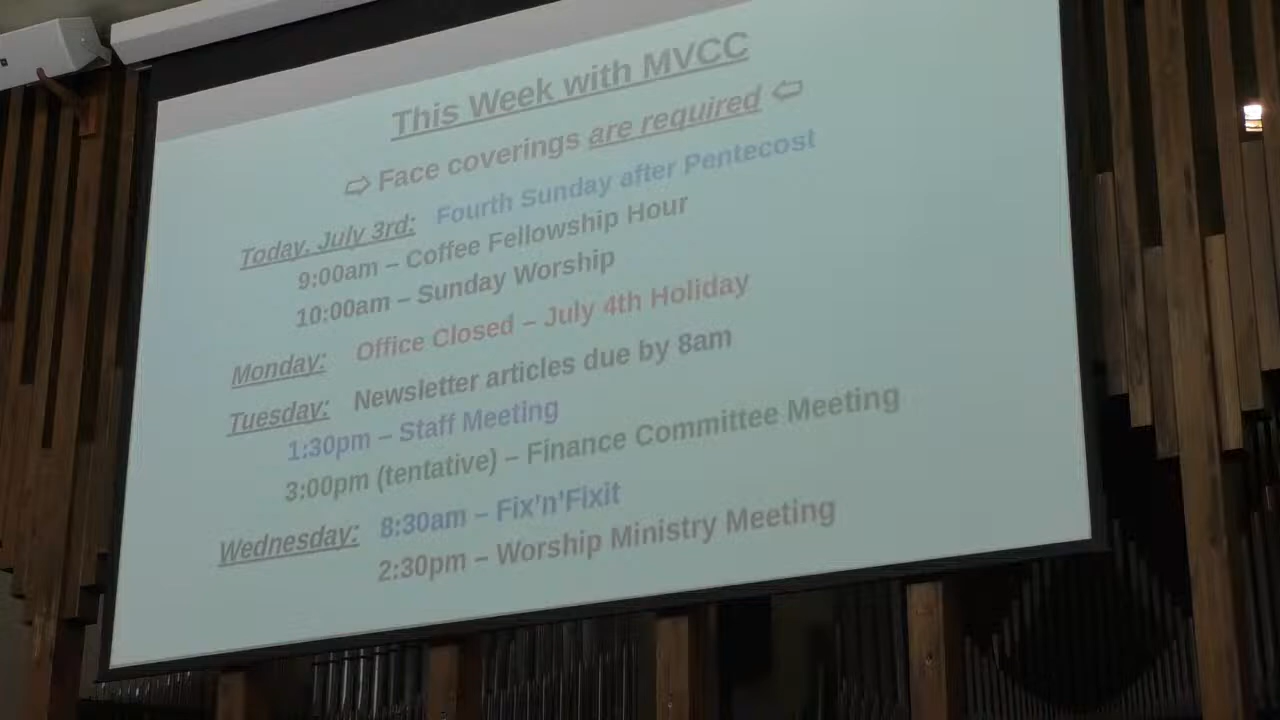 This Week with MVCC
⇨ Face coverings are required ⇦
Today, July 3rd: Fourth Sunday after Pentecost
9:00am – Coffee Fellowship Hour
10:00am – Sunday Worship
Monday: Office Closed – July 4th Holiday
Tuesday: Newsletter articles due by 8am
1:30pm – Staff Meeting
3:00pm (tentative) – Finance Committee Meeting
Wednesday: 8:30am – Fix'n'Fixit
2:30pm – Worship Ministry Meeting